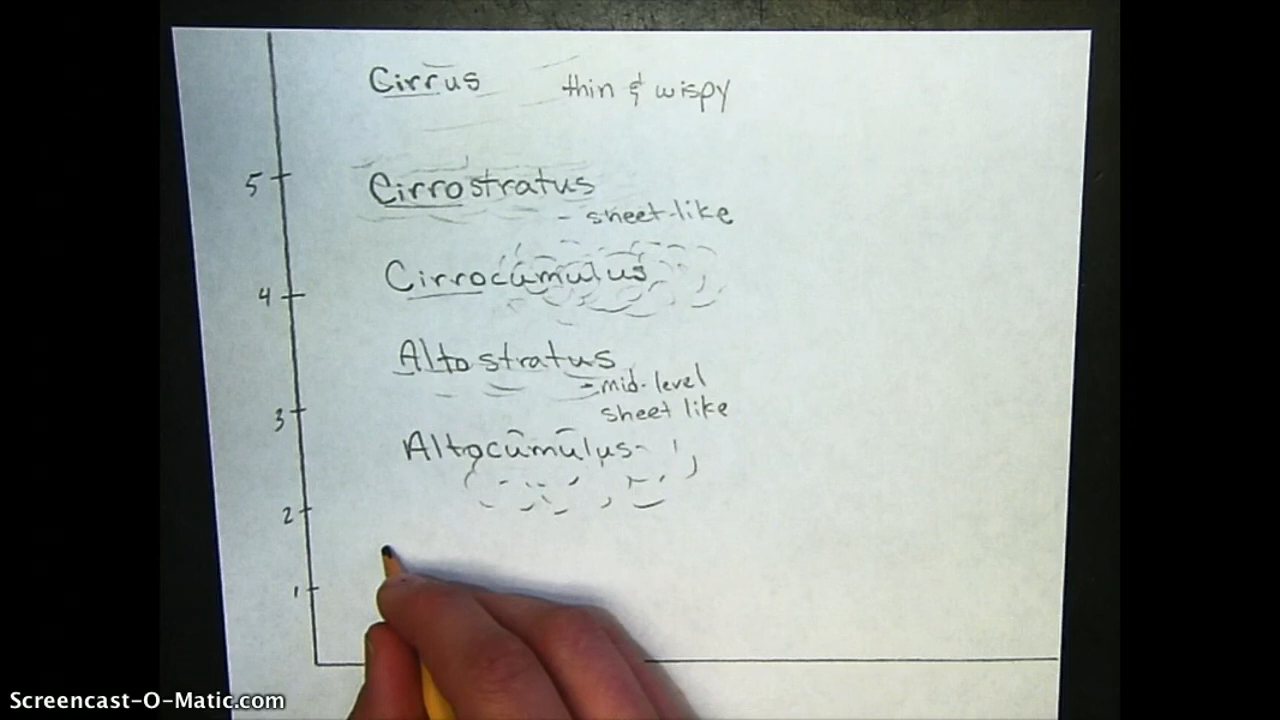 Cirrus thin & wispy
5
Cirrostratus
- sheet-like
Cirrocumulus
4
Altostratus
- mid-level
sheet like
3
Altocumulus
2
1
Screencast-O-Matic.com